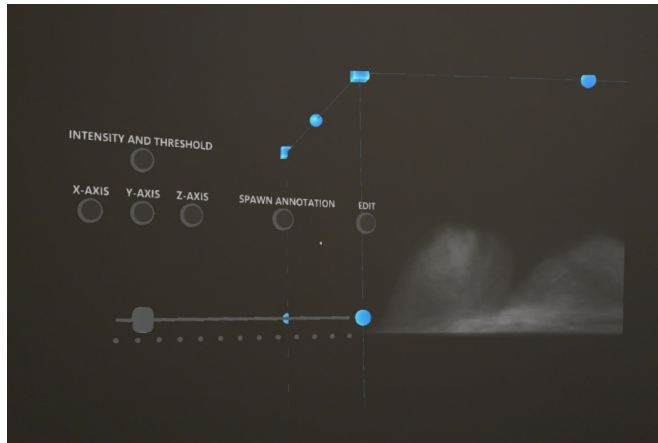 INTENSITY AND THRESHOLD
X-AXIS Y-AXIS Z-AXIS SPAWN ANNOTATION EDIT